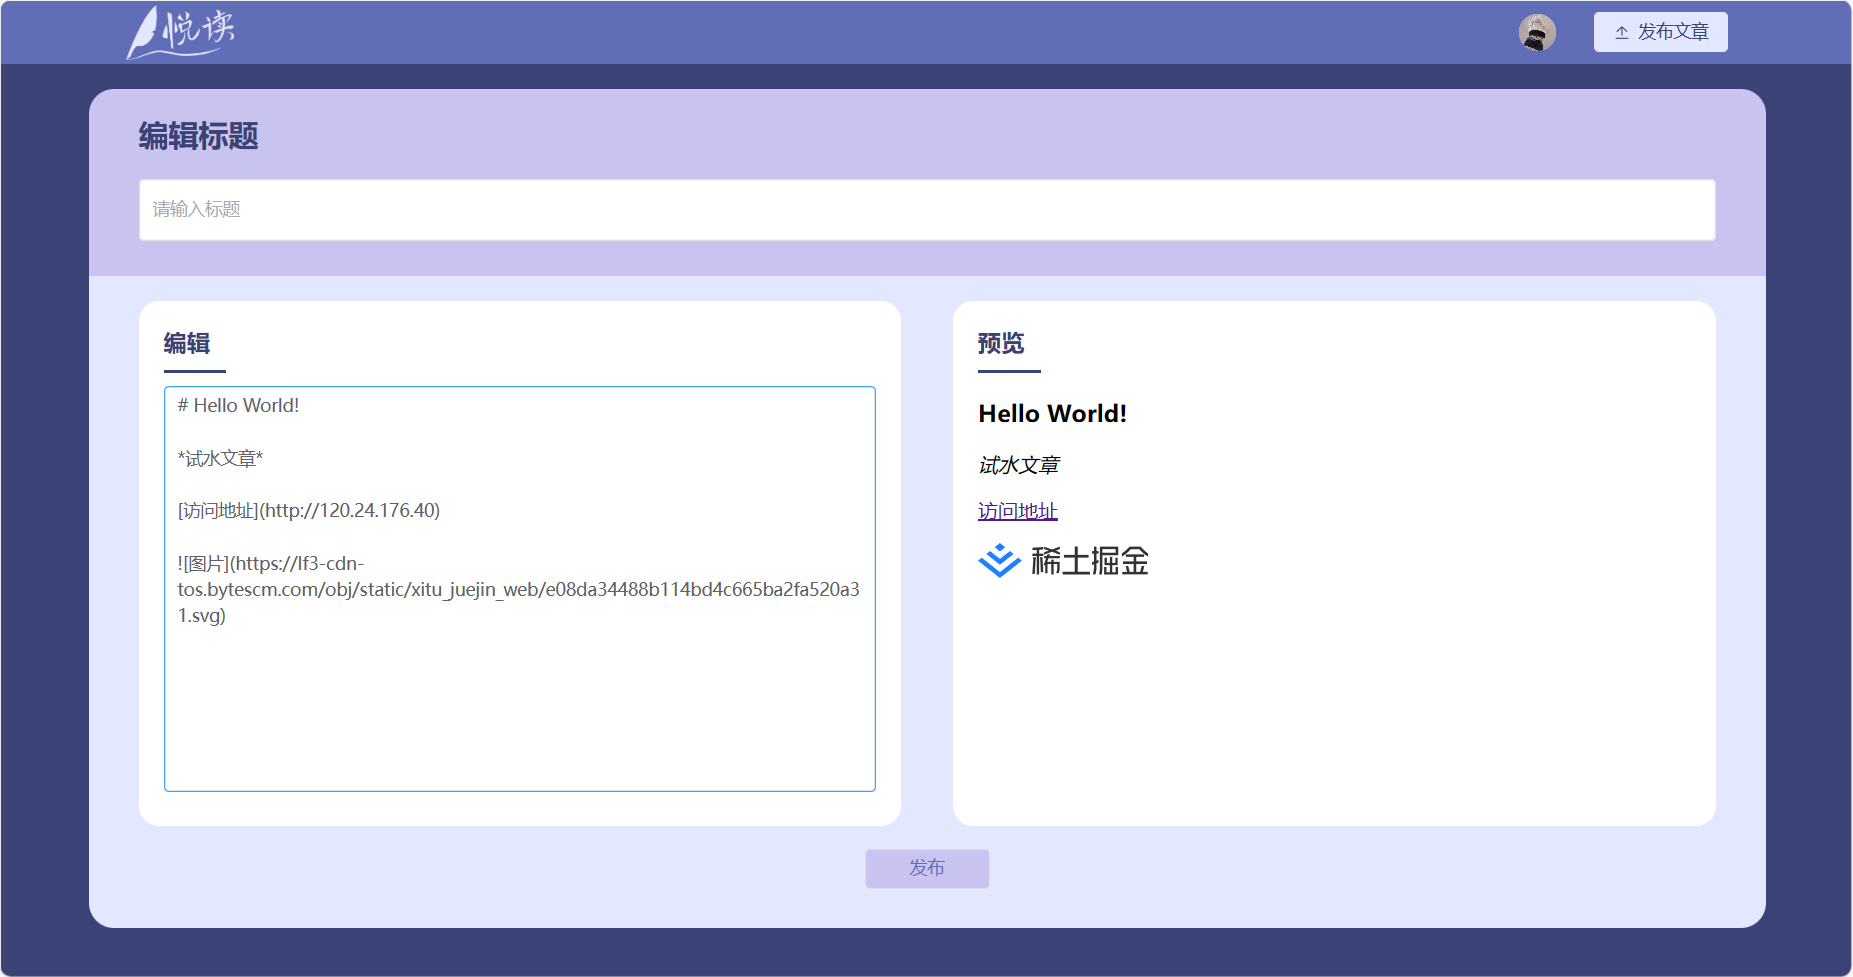 悦读
发布文章
编辑标题
请输入标题
编辑
# Hello World!
*试水文章*
[访问地址](http://120.24.176.40)
![图片](https://lf3-cdn-
tos.bytescm.com/obj/static/xitu_juejin_web/e08da34488b114bd4c665ba2fa520a3
1.svg)
预览
Hello World!
试水文章
访问地址
稀土掘金
发布